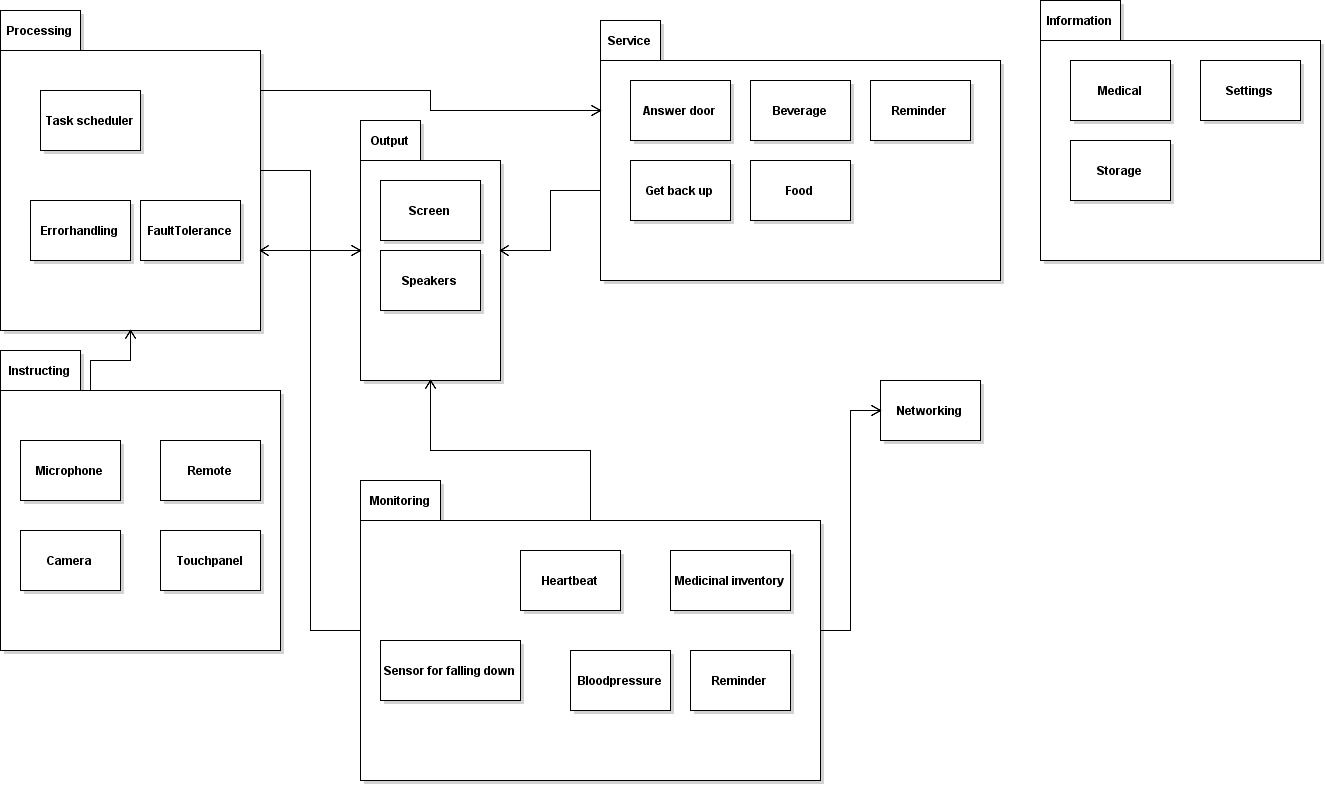 Processing
Task scheduler
Errorhandling
FaultTolerance
Output
Screen
Speakers
Service
Answer door
Beverage
Reminder
Get back up
Food
Information
Medical
Settings
Storage
Instructing
Microphone
Remote
Camera
Touchpanel
Monitoring
Heartbeat
Medicinal inventory
Sensor for falling down
Bloodpressure
Reminder
Networking